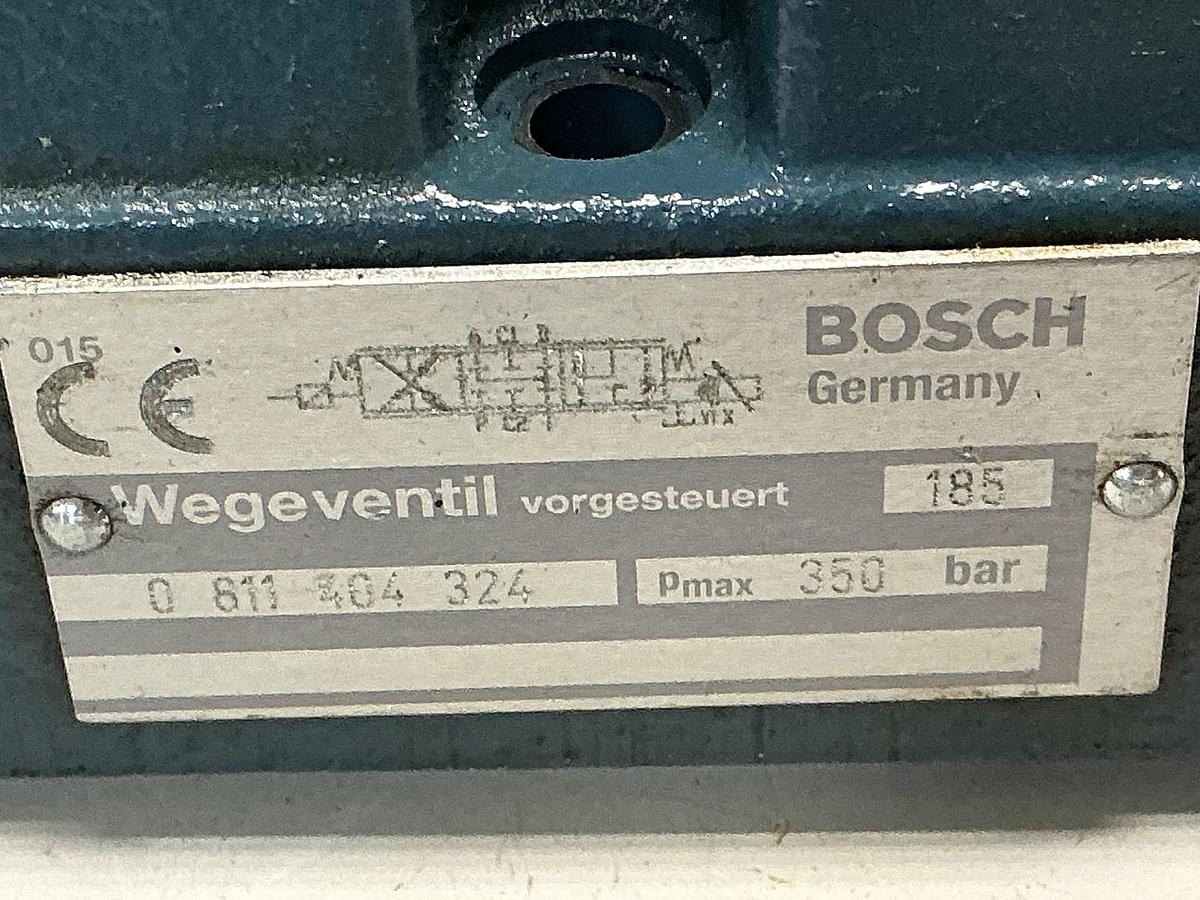 015
CE
BOSCH
Germany
Wegeventil vorgesteuert 185
0 811 404 324 Pmax 350 bar